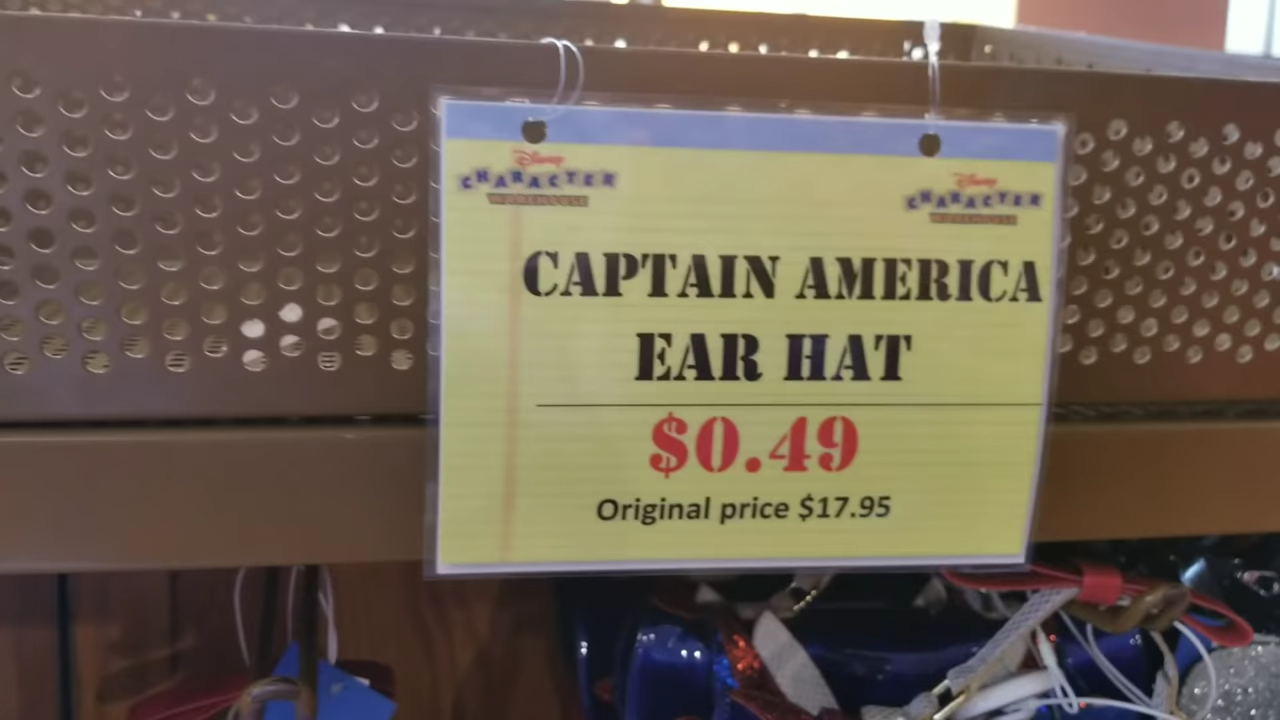 Disney
CHARACTER
WAREHOUSE
Disney
CHARACTER
WAREHOUSE
CAPTAIN AMERICA
EAR HAT
$0.49
Original price $17.95